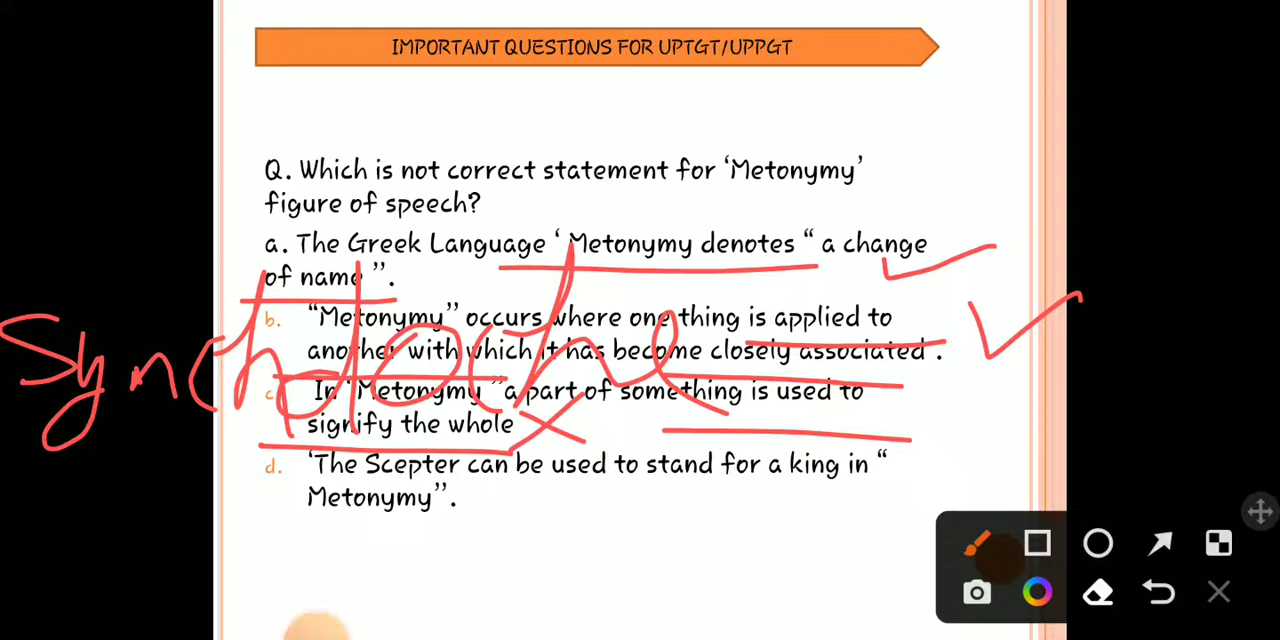 IMPORTANT QUESTIONS FOR UPTGT/UPPGT
Q. Which is not correct statement for ‘Metonymy’
figure of speech?
a. The Greek Language ‘ Metonymy denotes “ a change
of name ”.
b. “Metonymy” occurs where one thing is applied to
another with which it has become closely associated .
c. In “Metonymy ” a part of something is used to
signify the whole
d. ‘The Scepter can be used to stand for a king in “
Metonymy”.